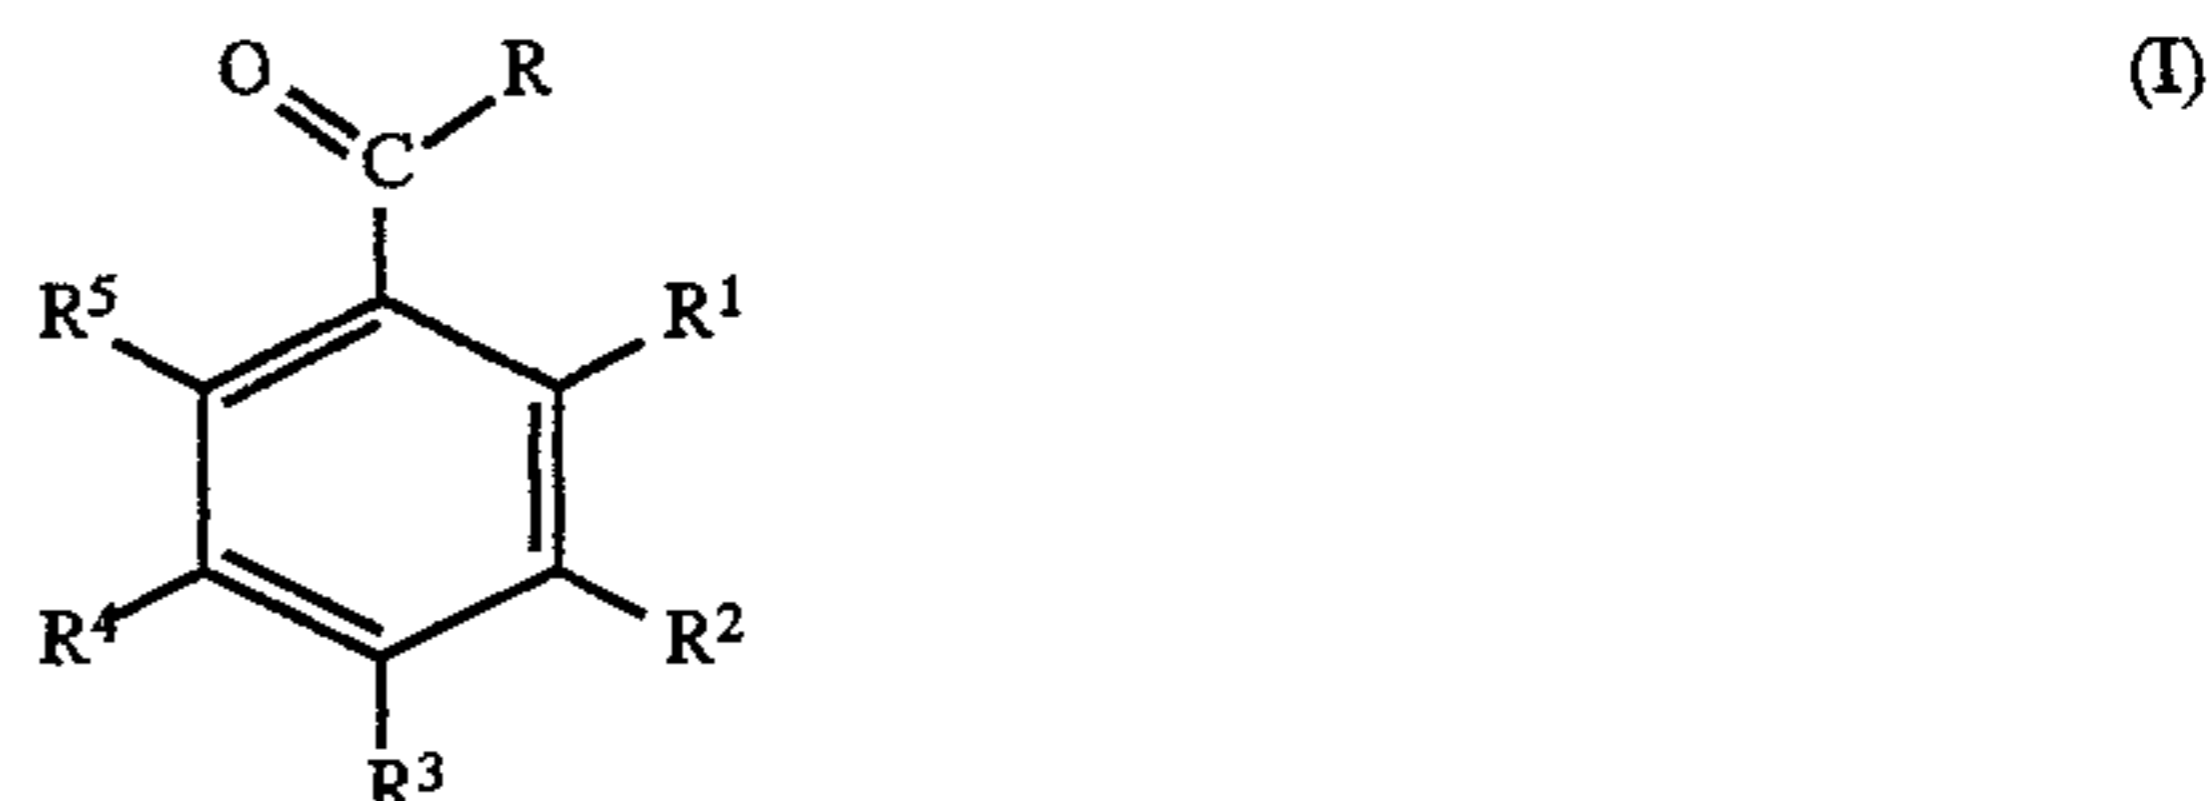 O R (I)
C
R⁵ R¹
R⁴ R²
R³